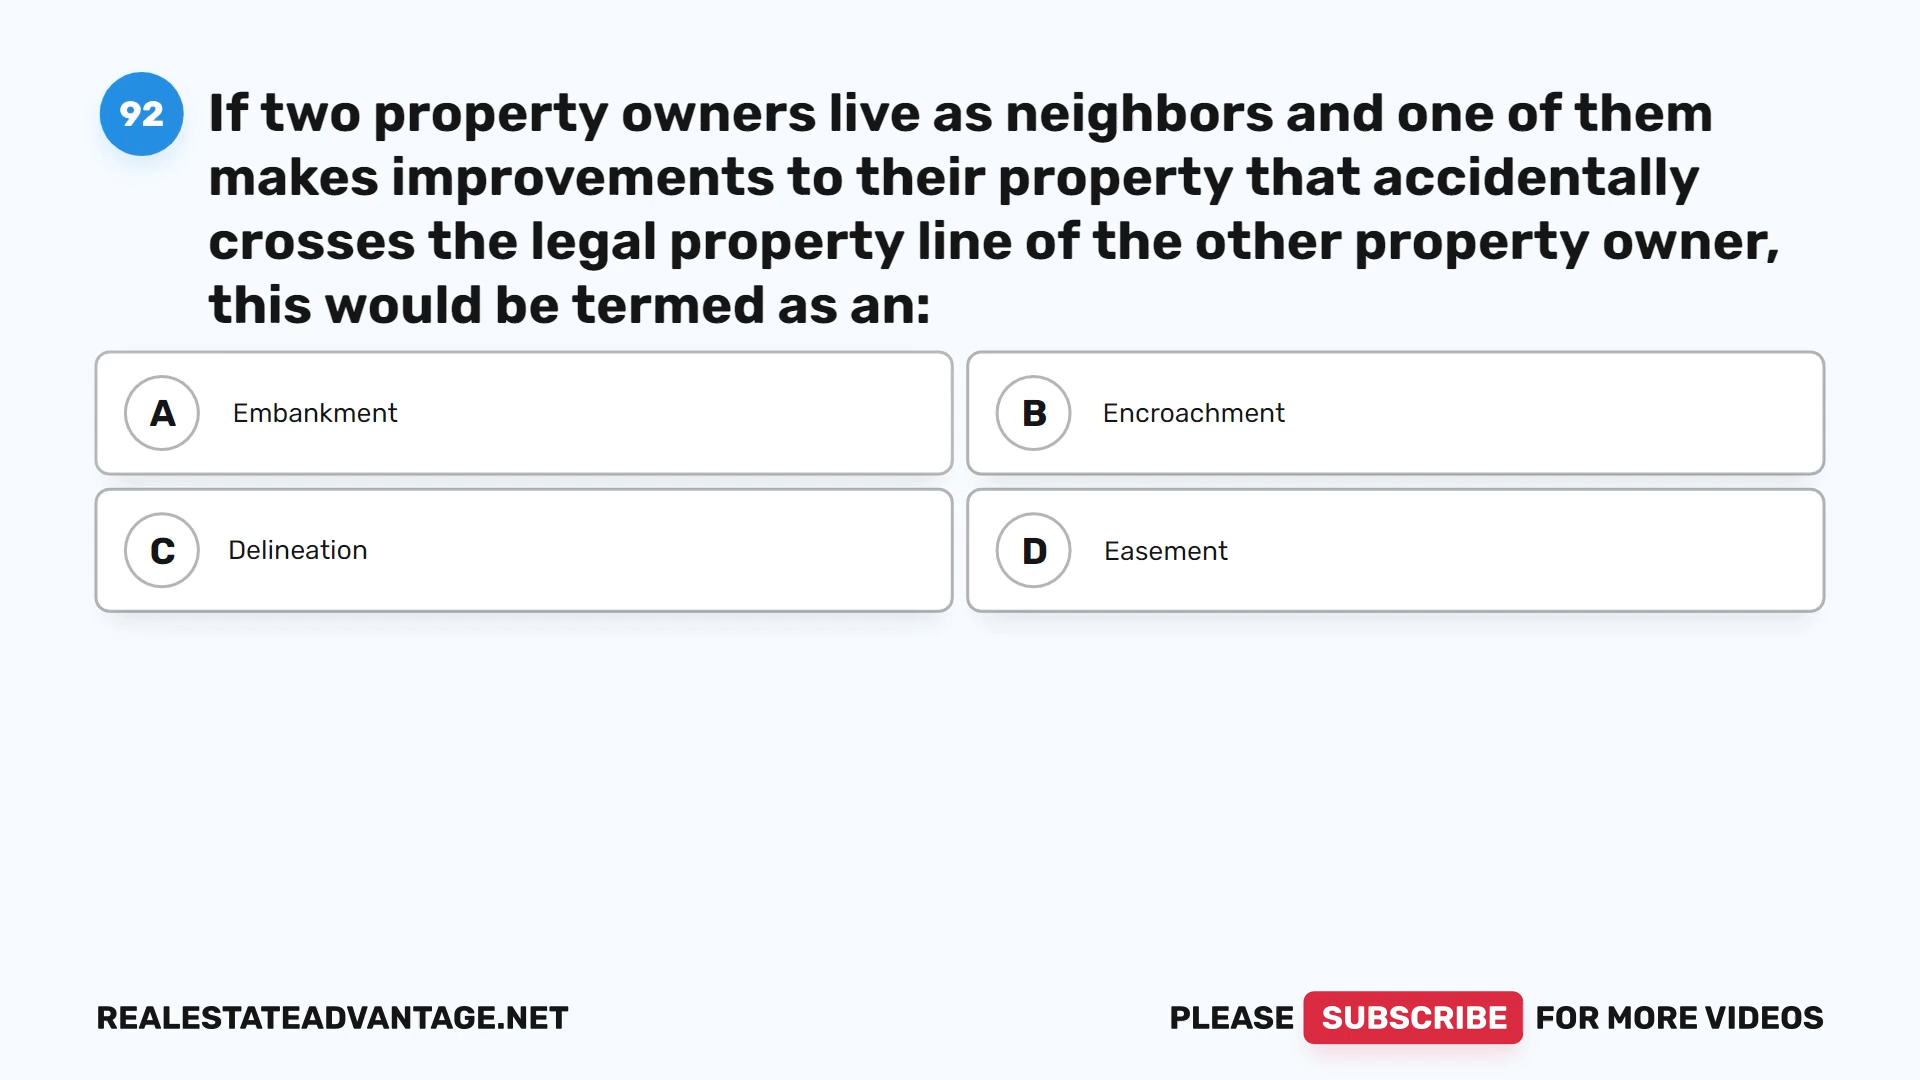 92
If two property owners live as neighbors and one of them
makes improvements to their property that accidentally
crosses the legal property line of the other property owner,
this would be termed as an:
A Embankment
B Encroachment
C Delineation
D Easement
REALESTATEADVANTAGE.NET
PLEASE SUBSCRIBE FOR MORE VIDEOS